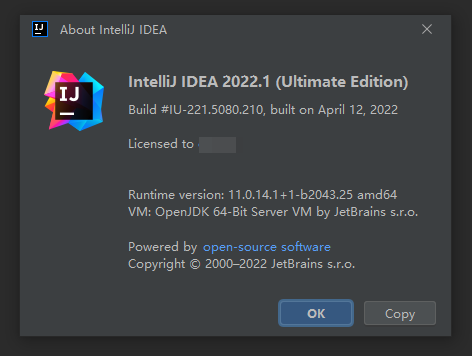 About IntelliJ IDEA
IJ
IntelliJ IDEA 2022.1 (Ultimate Edition)
Build #IU-221.5080.210, built on April 12, 2022
Licensed to
Runtime version: 11.0.14.1+1-b2043.25 amd64
VM: OpenJDK 64-Bit Server VM by JetBrains s.r.o.
Powered by open-source software
Copyright © 2000–2022 JetBrains s.r.o.
OK
Copy